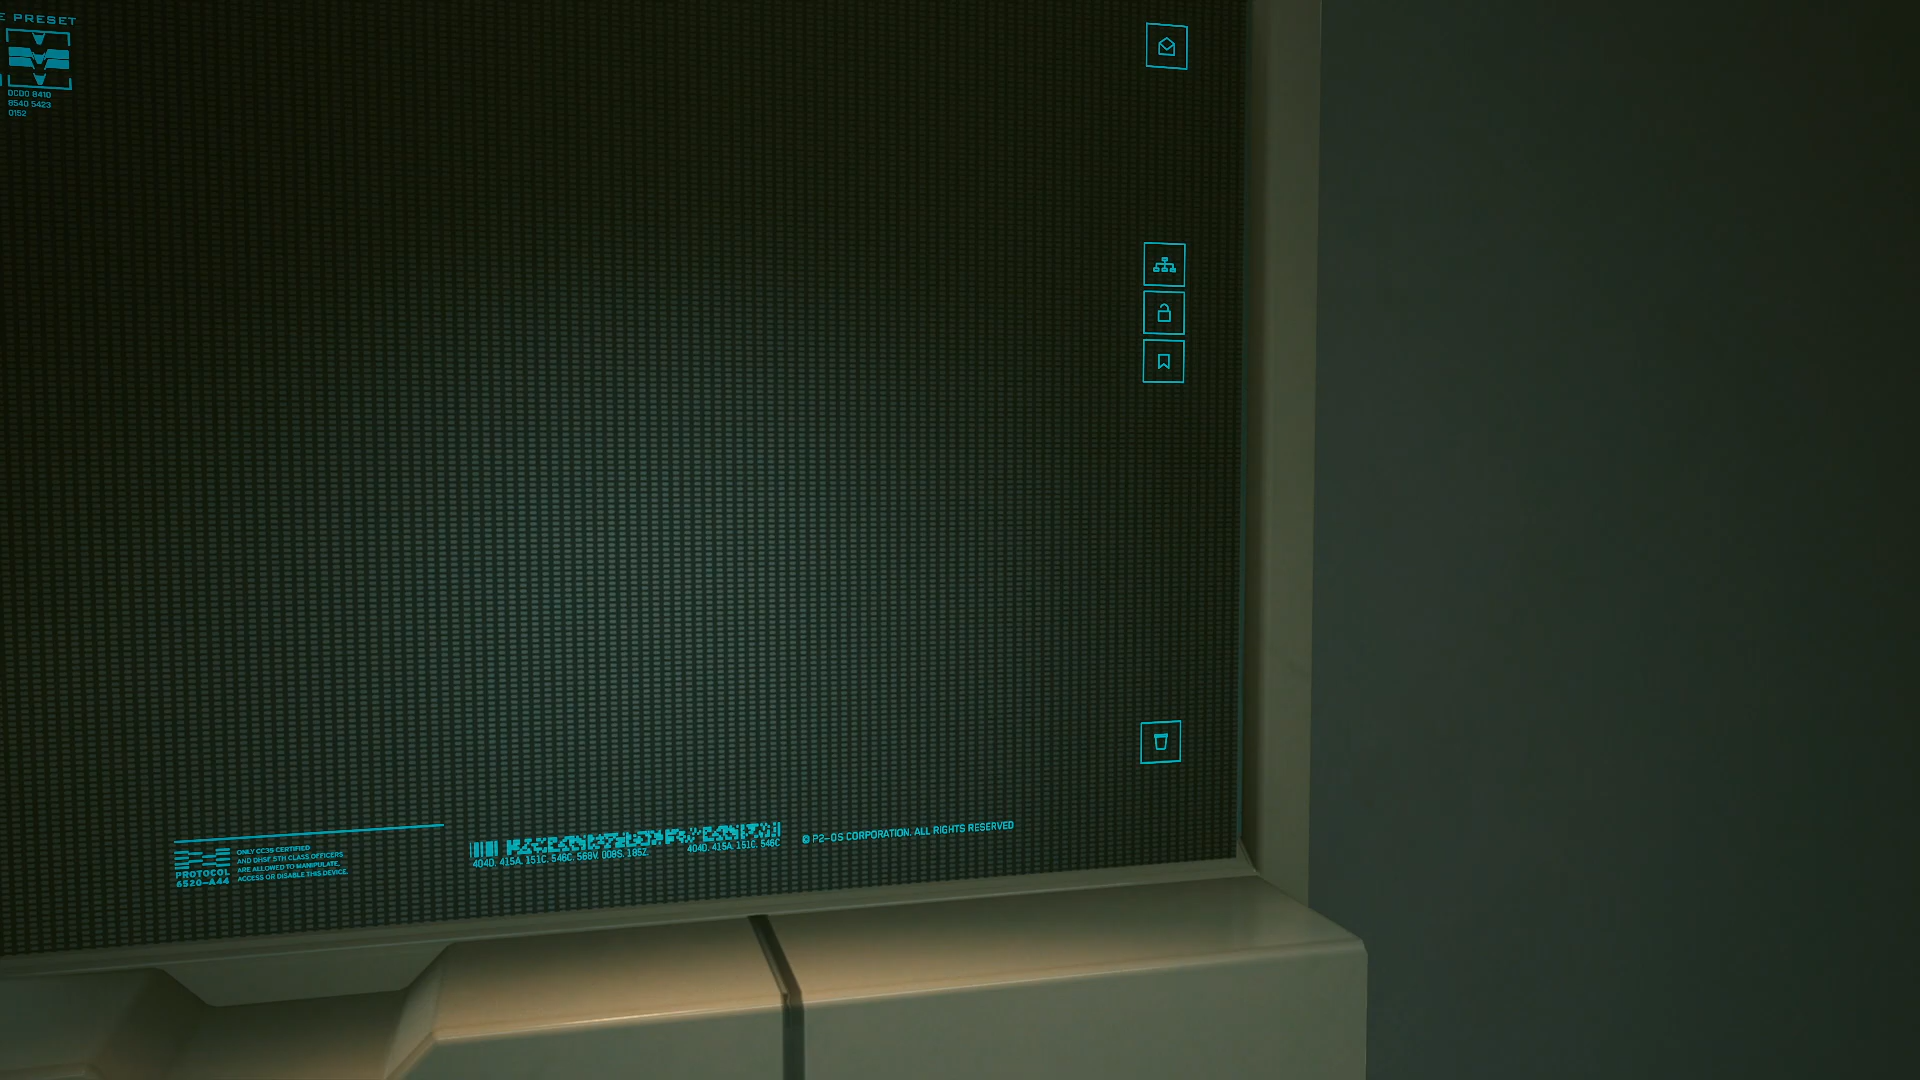 E PRESET
DCD0 8410
8540 5423
0152
PROTOCOL
6520-A44
ONLY CC35 CERTIFIED
AND DHSF 5TH CLASS OFFICERS
ARE ALLOWED TO MANIPULATE,
ACCESS OR DISABLE THIS DEVICE.
404D. 415A. 151C. 546C. 568V. 008S. 185Z.
404D. 415A. 151C. 546C
© P2-OS CORPORATION. ALL RIGHTS RESERVED